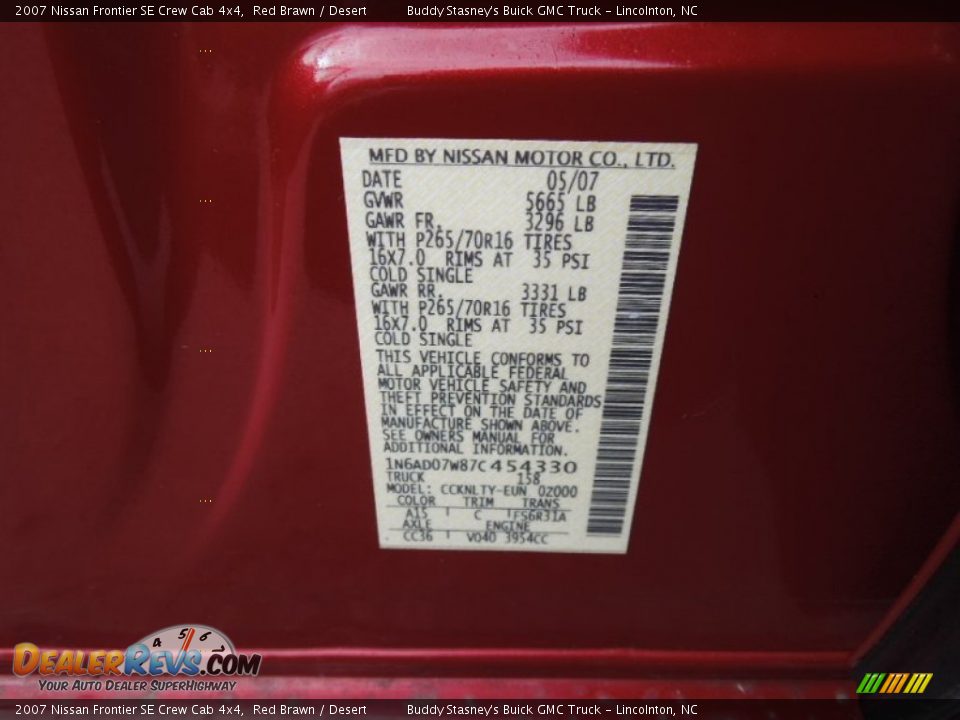 2007 Nissan Frontier SE Crew Cab 4x4, Red Brawn / Desert Buddy Stasney's Buick GMC Truck - Lincolnton, NC
MFD BY NISSAN MOTOR CO., LTD.
DATE 05/07
GVWR 5665 LB
GAWR FR. 3296 LB
WITH P265/70R16 TIRES
16X7.0 RIMS AT 35 PSI
COLD SINGLE
GAWR RR. 3331 LB
WITH P265/70R16 TIRES
16X7.0 RIMS AT 35 PSI
COLD SINGLE
THIS VEHICLE CONFORMS TO
ALL APPLICABLE FEDERAL
MOTOR VEHICLE SAFETY AND
THEFT PREVENTION STANDARDS
IN EFFECT ON THE DATE OF
MANUFACTURE SHOWN ABOVE.
SEE OWNERS MANUAL FOR
ADDITIONAL INFORMATION.
1N6AD07W87C454330
TRUCK 158
MODEL: CCKNLTY-EUN 02000
COLOR TRIM TRANS
A15 C FS6R31A
AXLE ENGINE
CC36 VQ40 3954CC
4 5 6
DealerRevs.com
Your Auto Dealer SuperHighway
2007 Nissan Frontier SE Crew Cab 4x4, Red Brawn / Desert Buddy Stasney's Buick GMC Truck - Lincolnton, NC